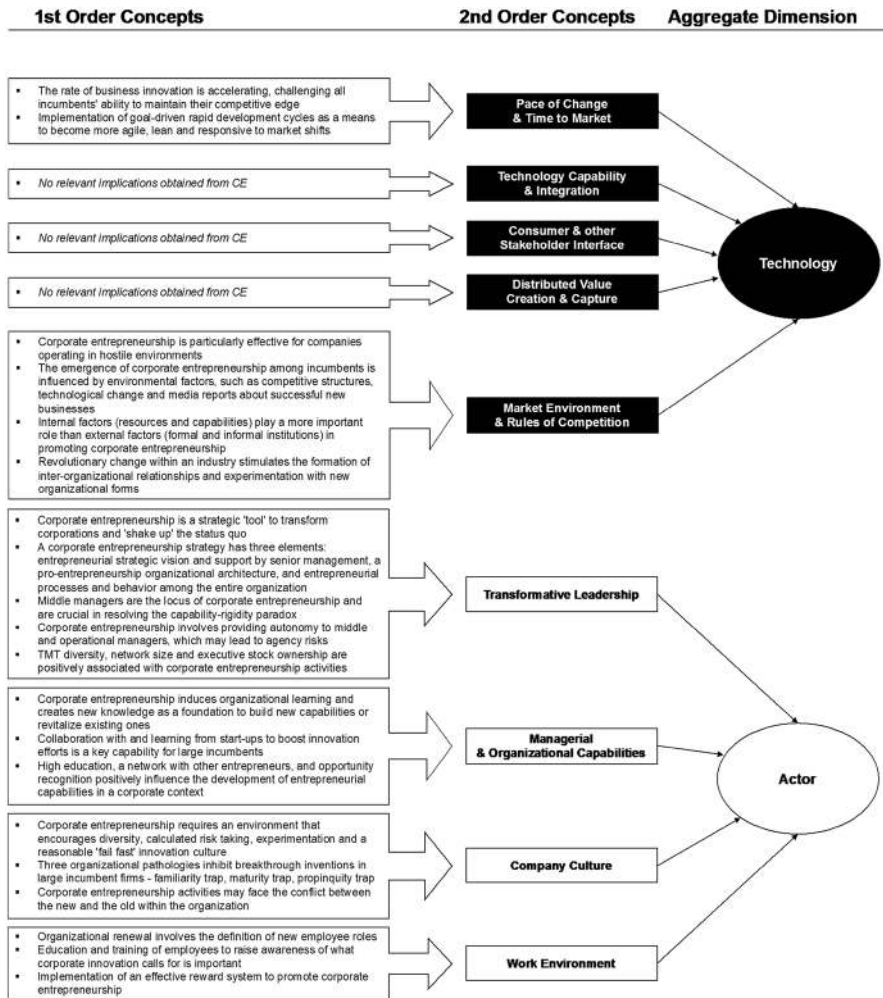 1st Order Concepts
2nd Order Concepts
Aggregate Dimension
▪ The rate of business innovation is accelerating, challenging all
incumbents' ability to maintain their competitive edge
▪ Implementation of goal-driven rapid development cycles as a means
to become more agile, lean and responsive to market shifts
Pace of Change
& Time to Market
▪ No relevant implications obtained from CE
Technology Capability
& Integration
▪ No relevant implications obtained from CE
Consumer & other
Stakeholder Interface
▪ No relevant implications obtained from CE
Distributed Value
Creation & Capture
Technology
▪ Corporate entrepreneurship is particularly effective for companies
operating in hostile environments
▪ The emergence of corporate entrepreneurship among incumbents is
influenced by environmental factors, such as competitive structures,
technological change and media reports about successful new
businesses
▪ Internal factors (resources and capabilities) play a more important
role than external factors (formal and informal institutions) in
promoting corporate entrepreneurship
▪ Revolutionary change within an industry stimulates the formation of
inter-organizational relationships and experimentation with new
organizational forms
Market Environment
& Rules of Competition
▪ Corporate entrepreneurship is a strategic 'tool' to transform
corporations and 'shake up' the status quo
▪ A corporate entrepreneurship strategy has three elements:
entrepreneurial strategic vision and support by senior management, a
pro-entrepreneurship organizational architecture, and entrepreneurial
processes and behavior among the entire organization
▪ Middle managers are the locus of corporate entrepreneurship and
are crucial in resolving the capability-rigidity paradox
▪ Corporate entrepreneurship involves providing autonomy to middle
and operational managers, which may lead to agency risks
▪ TMT diversity, network size and executive stock ownership are
positively associated with corporate entrepreneurship activities
Transformative Leadership
▪ Corporate entrepreneurship induces organizational learning and
creates new knowledge as a foundation to build new capabilities or
revitalize existing ones
▪ Collaboration with and learning from start-ups to boost innovation
efforts is a key capability for large incumbents
▪ High education, a network with other entrepreneurs, and opportunity
recognition positively influence the development of entrepreneurial
capabilities in a corporate context
Managerial
& Organizational Capabilities
Actor
▪ Corporate entrepreneurship requires an environment that
encourages diversity, calculated risk taking, experimentation and a
reasonable 'fail fast' innovation culture
▪ Three organizational pathologies inhibit breakthrough inventions in
large incumbent firms - familiarity trap, maturity trap, propinquity trap
▪ Corporate entrepreneurship activities may face the conflict between
the new and the old within the organization
Company Culture
▪ Organizational renewal involves the definition of new employee roles
▪ Education and training of employees to raise awareness of what
corporate innovation calls for is important
▪ Implementation of an effective reward system to promote corporate
entrepreneurship
Work Environment